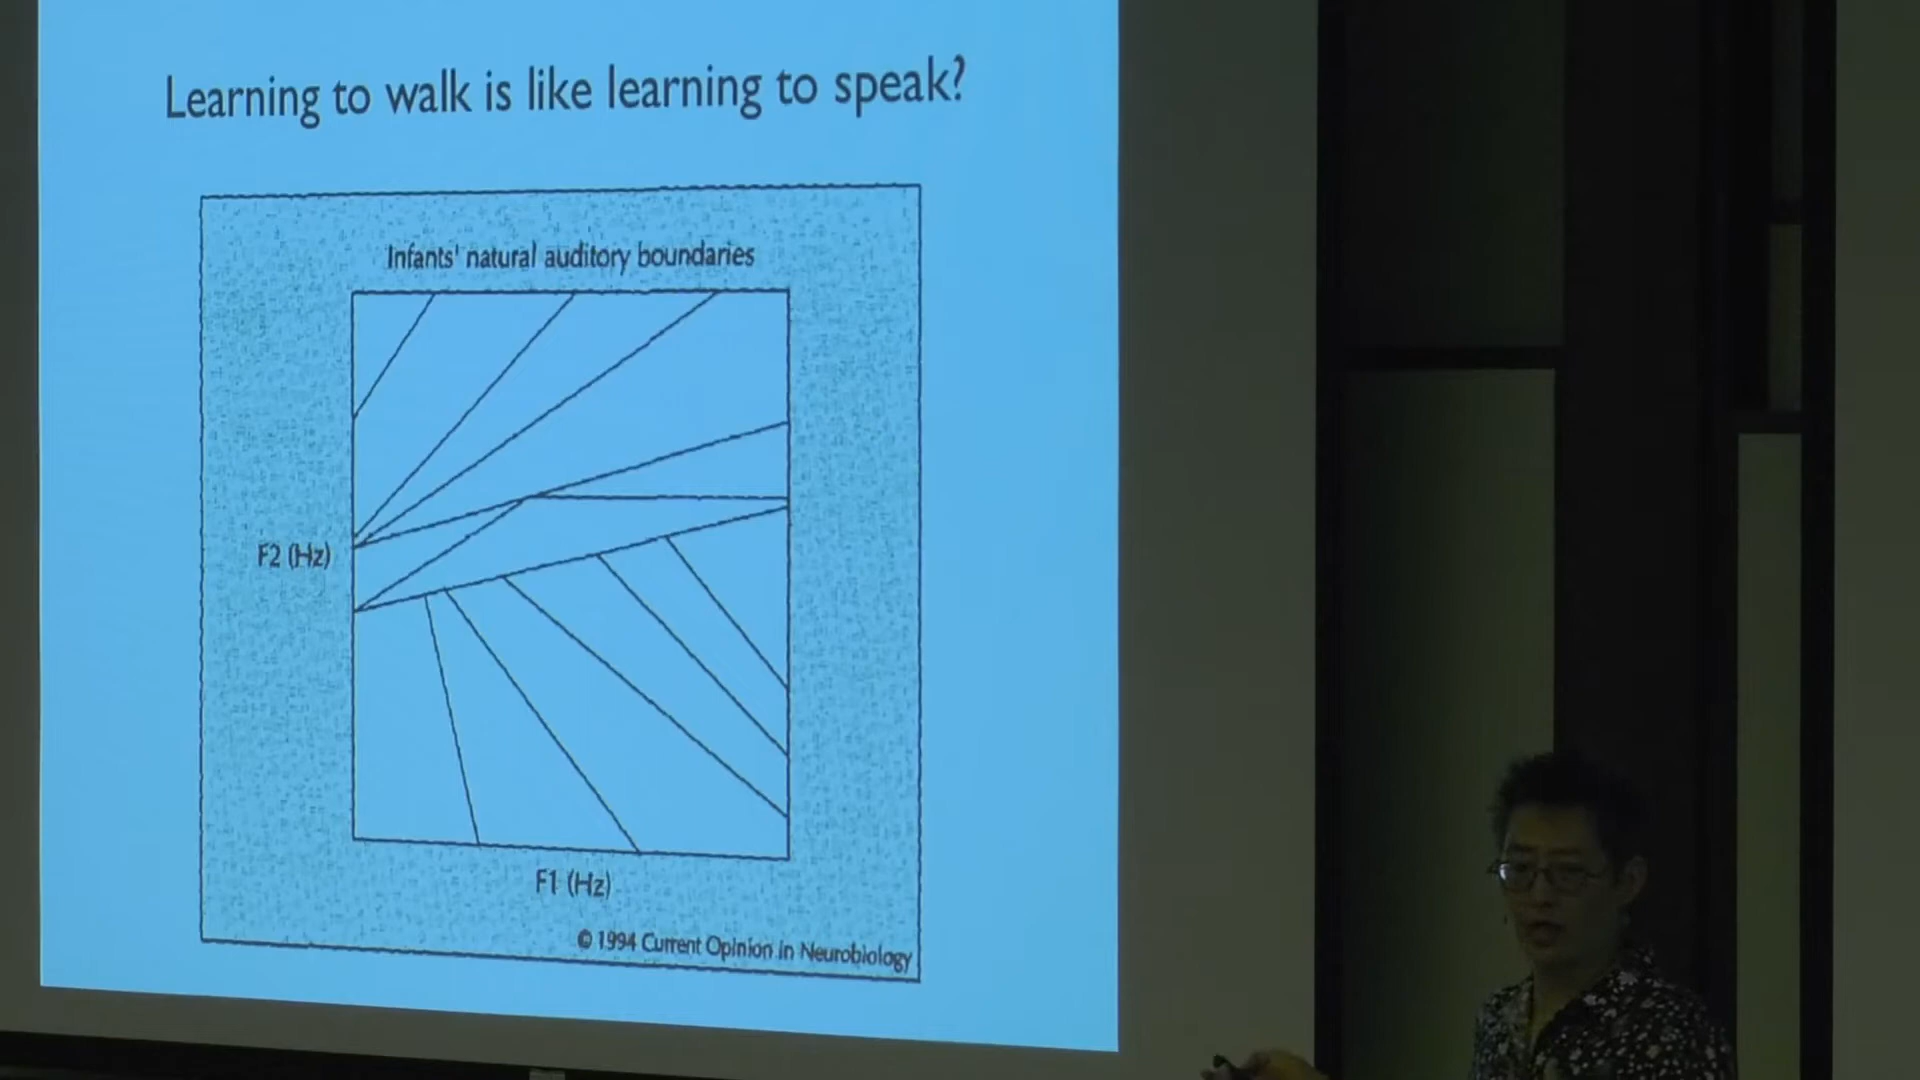 Learning to walk is like learning to speak?
Infants' natural auditory boundaries
F2 (Hz)
F1 (Hz)
© 1994 Current Opinion in Neurobiology